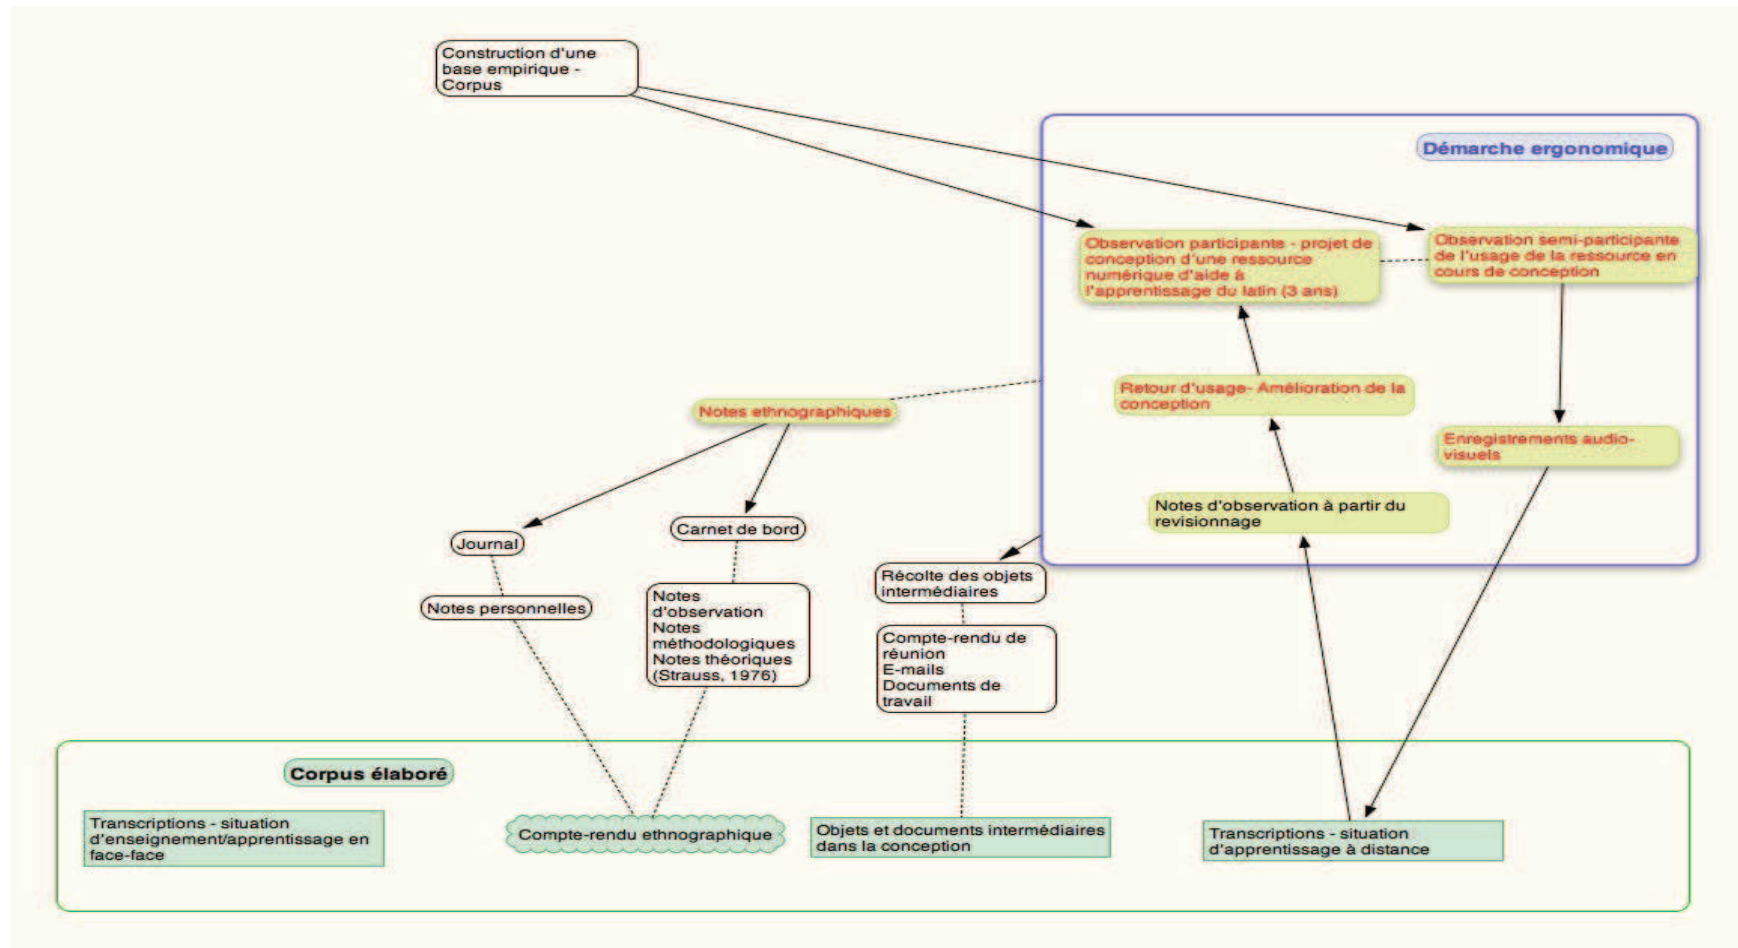 Construction d'une
base empirique -
Corpus
Démarche ergonomique
Observation participante - projet de
conception d'une ressource
numérique d'aide à
l'apprentissage du latin (3 ans)
Observation semi-participante
de l'usage de la ressource en
cours de conception
Retour d'usage- Amélioration de la
conception
Notes ethnographiques
Enregistrements audio-
visuels
Notes d'observation à partir du
revisionnage
Journal
Carnet de bord
Récolte des objets
intermédiaires
Notes personnelles
Notes
d'observation
Notes
méthodologiques
Notes théoriques
(Strauss, 1976)
Compte-rendu de
réunion
E-mails
Documents de
travail
Corpus élaboré
Transcriptions - situation
d'enseignement/apprentissage en
face-face
Compte-rendu ethnographique
Objets et documents intermédiaires
dans la conception
Transcriptions - situation
d'apprentissage à distance